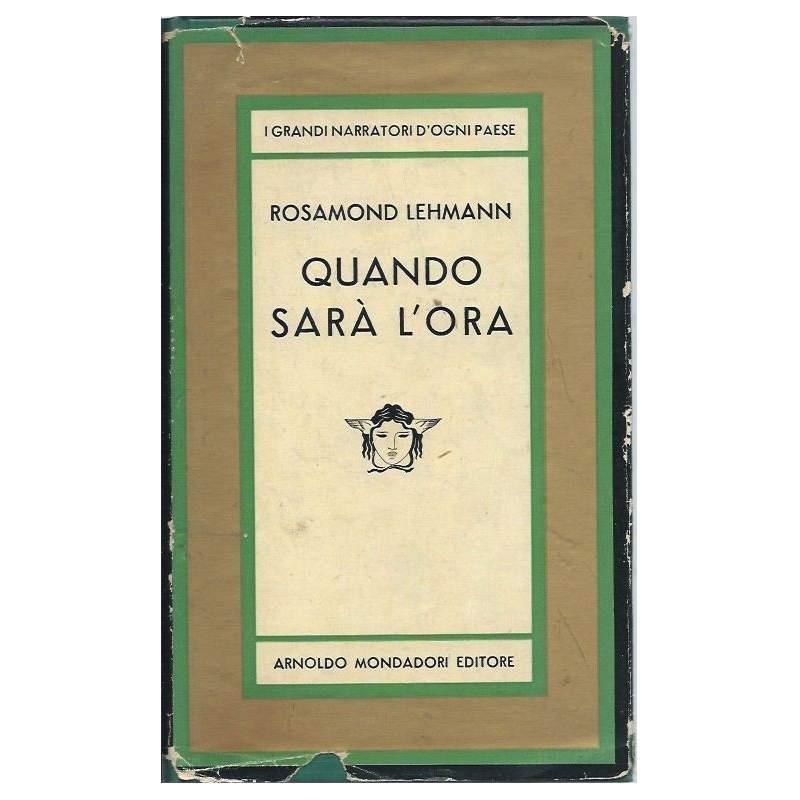 I GRANDI NARRATORI D'OGNI PAESE
ROSAMOND LEHMANN
QUANDO
SARÀ L'ORA
ARNOLDO MONDADORI EDITORE